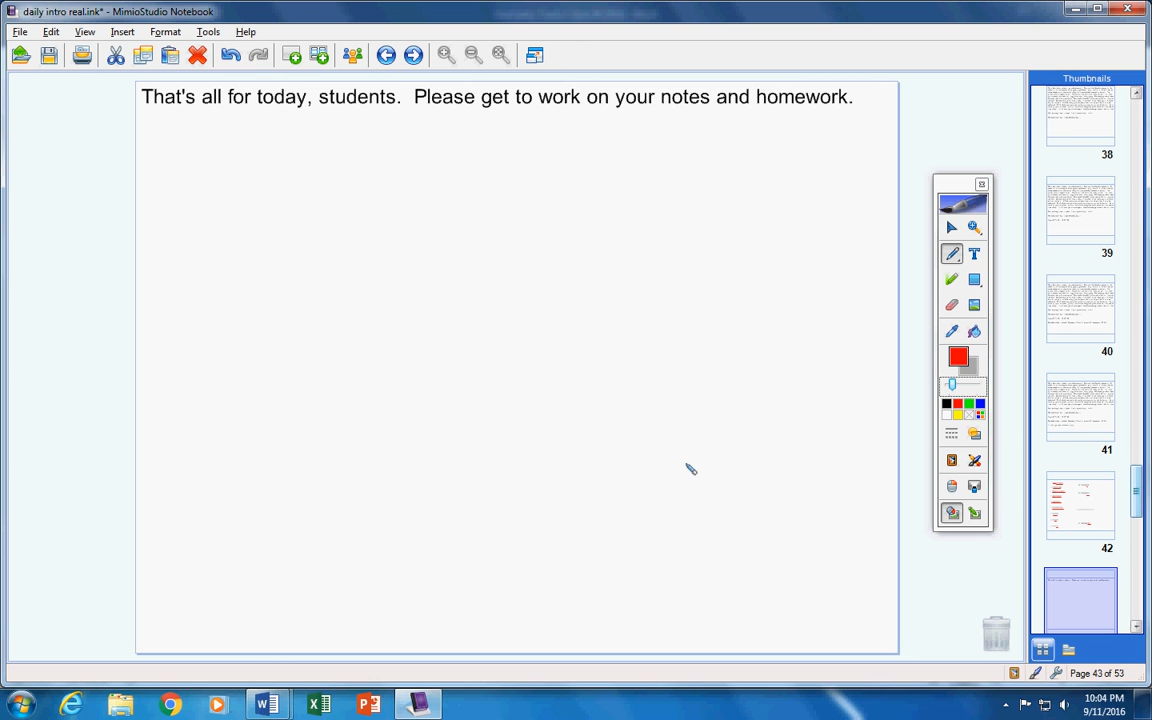 daily intro real.ink* - MimioStudio Notebook
File Edit View Insert Format Tools Help
That's all for today, students.  Please get to work on your notes and homework.
Thumbnails
38
39
40
41
42
T
Page 43 of 53
10:04 PM
9/11/2016